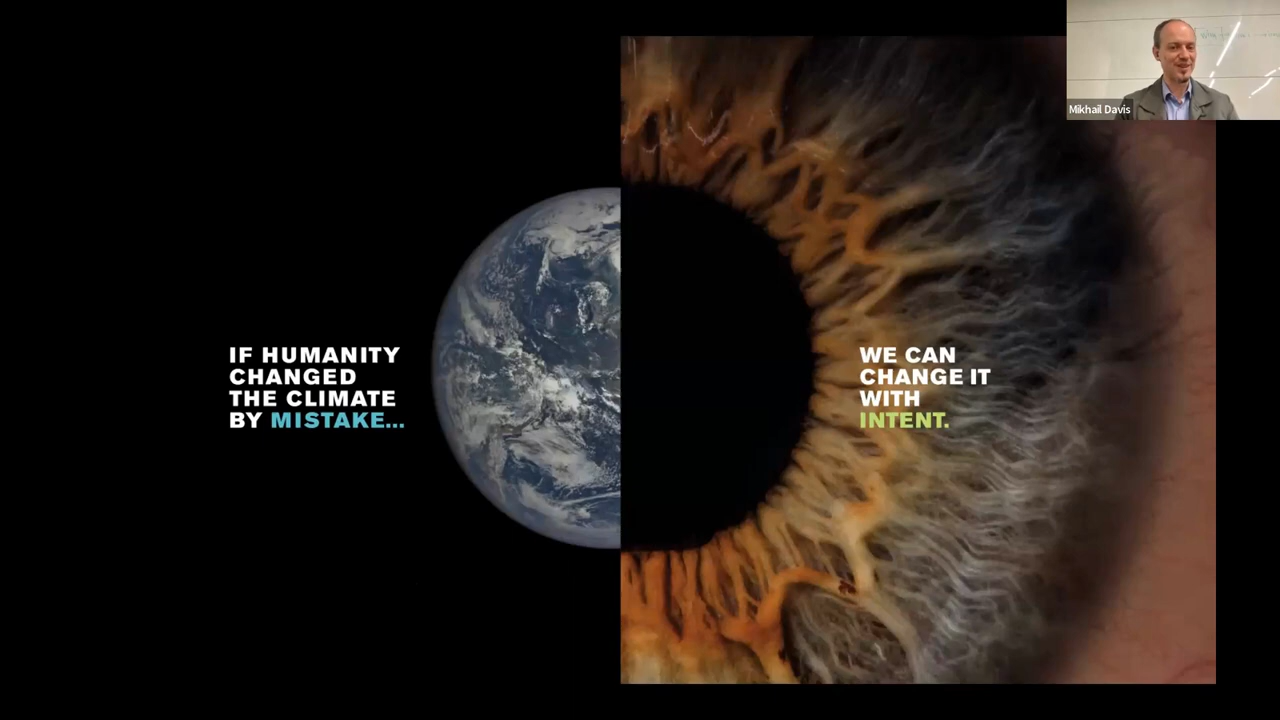 IF HUMANITY
CHANGED
THE CLIMATE
BY MISTAKE...
WE CAN
CHANGE IT
WITH
INTENT.
Mikhail Davis